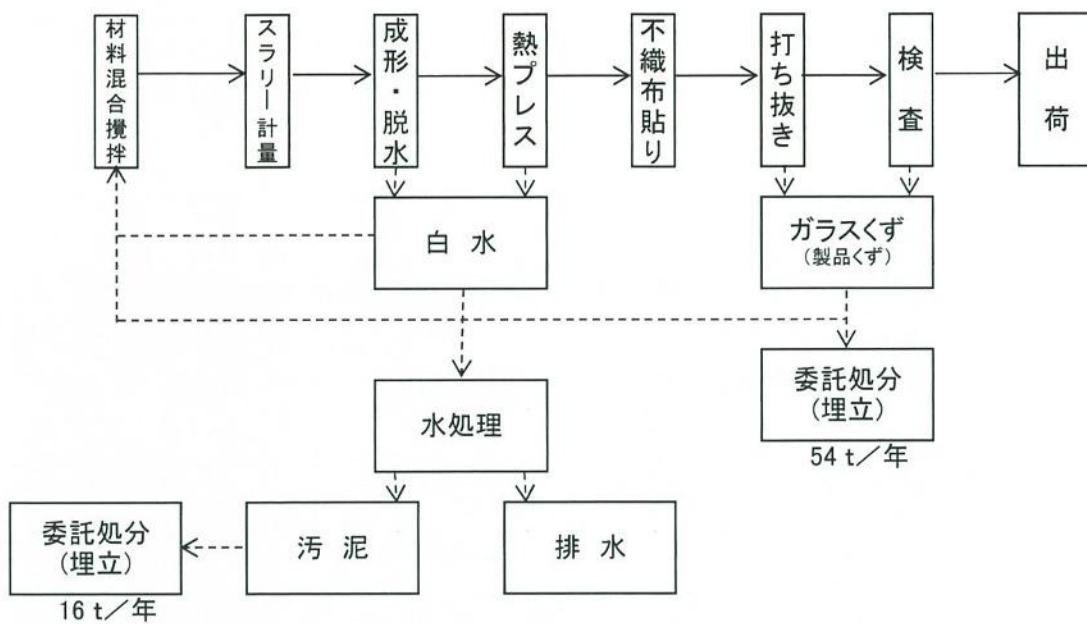 材料混合攪拌
スラリー計量
成形・脱水
熱プレス
不織布貼り
打ち抜き
検査
出荷
白水
ガラスくず
(製品くず)
水処理
委託処分
(埋立)
54 t/年
委託処分
(埋立)
16 t/年
汚泥
排水